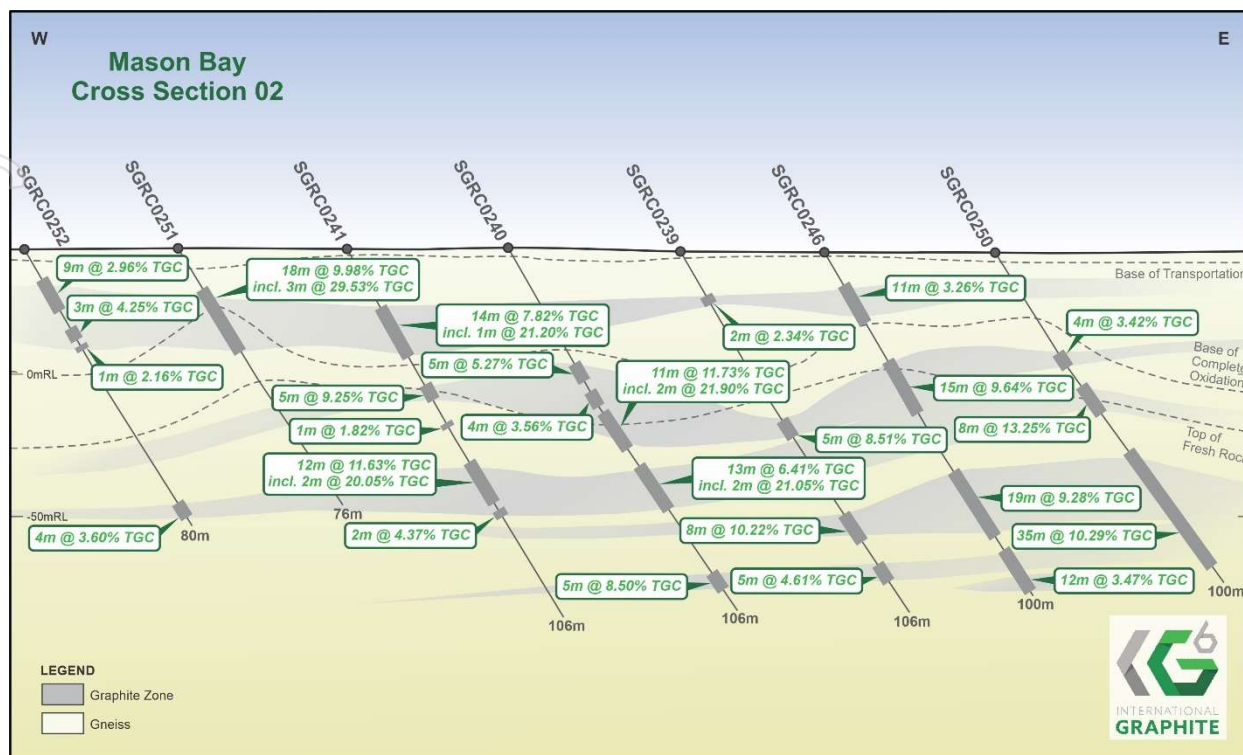 W
E
Mason Bay
Cross Section 02
SGRC0252
SGRC0251
SGRC0241
SGRC0240
SGRC0239
SGRC0246
SGRC0250
9m @ 2.96% TGC
3m @ 4.25% TGC
1m @ 2.16% TGC
4m @ 3.60% TGC
80m
18m @ 9.98% TGC
incl. 3m @ 29.53% TGC
76m
14m @ 7.82% TGC
incl. 1m @ 21.20% TGC
5m @ 9.25% TGC
1m @ 1.82% TGC
12m @ 11.63% TGC
incl. 2m @ 20.05% TGC
2m @ 4.37% TGC
106m
5m @ 5.27% TGC
4m @ 3.56% TGC
11m @ 11.73% TGC
incl. 2m @ 21.90% TGC
13m @ 6.41% TGC
incl. 2m @ 21.05% TGC
5m @ 8.50% TGC
106m
2m @ 2.34% TGC
5m @ 8.51% TGC
8m @ 10.22% TGC
5m @ 4.61% TGC
106m
11m @ 3.26% TGC
15m @ 9.64% TGC
19m @ 9.28% TGC
12m @ 3.47% TGC
100m
4m @ 3.42% TGC
8m @ 13.25% TGC
35m @ 10.29% TGC
100m
Base of Transportation
Base of
Complete
Oxidation
Top of
Fresh Rock
0mRL
-50mRL
LEGEND
Graphite Zone
Gneiss
G6
INTERNATIONAL
GRAPHITE